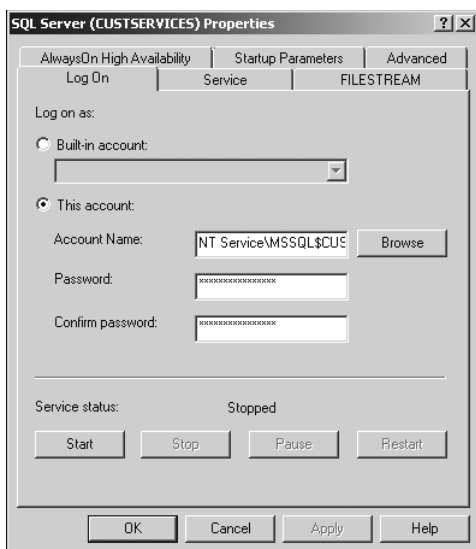 SQL Server (CUSTSERVICES) Properties ? ×
AlwaysOn High Availability Startup Parameters Advanced
Log On Service FILESTREAM
Log on as:
Built-in account:
This account:
Account Name: NT Service\MSSQL$CUS Browse
Password: ***************
Confirm password: ***************
Service status: Stopped
Start Stop Pause Restart
OK Cancel Apply Help